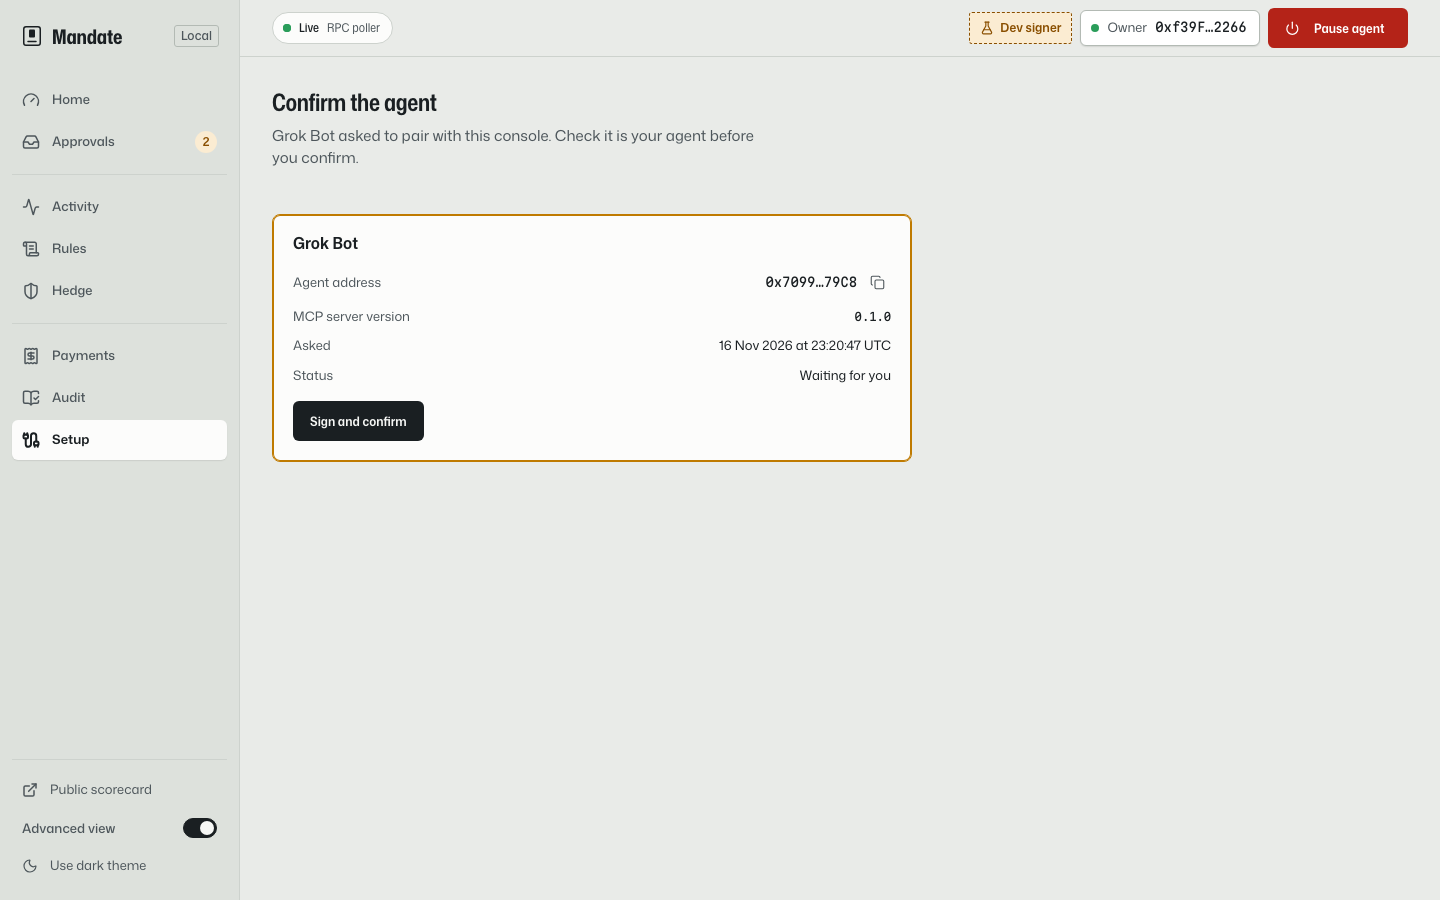 Mandate
Local
Home
Approvals
2
Activity
Rules
Hedge
Payments
Audit
Setup
Public scorecard
Advanced view
Use dark theme
Live RPC poller
Dev signer
Owner 0xf39F…2266
Pause agent
Confirm the agent
Grok Bot asked to pair with this console. Check it is your agent before
you confirm.
Grok Bot
Agent address 0x7099…79C8
MCP server version 0.1.0
Asked 16 Nov 2026 at 23:20:47 UTC
Status Waiting for you
Sign and confirm